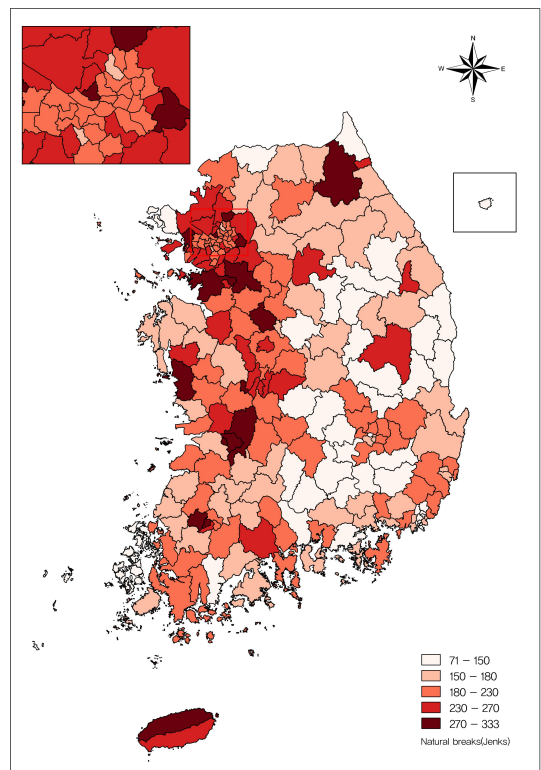 N
W E
S
71 – 150
150 – 180
180 – 230
230 – 270
270 – 333
Natural breaks(Jenks)